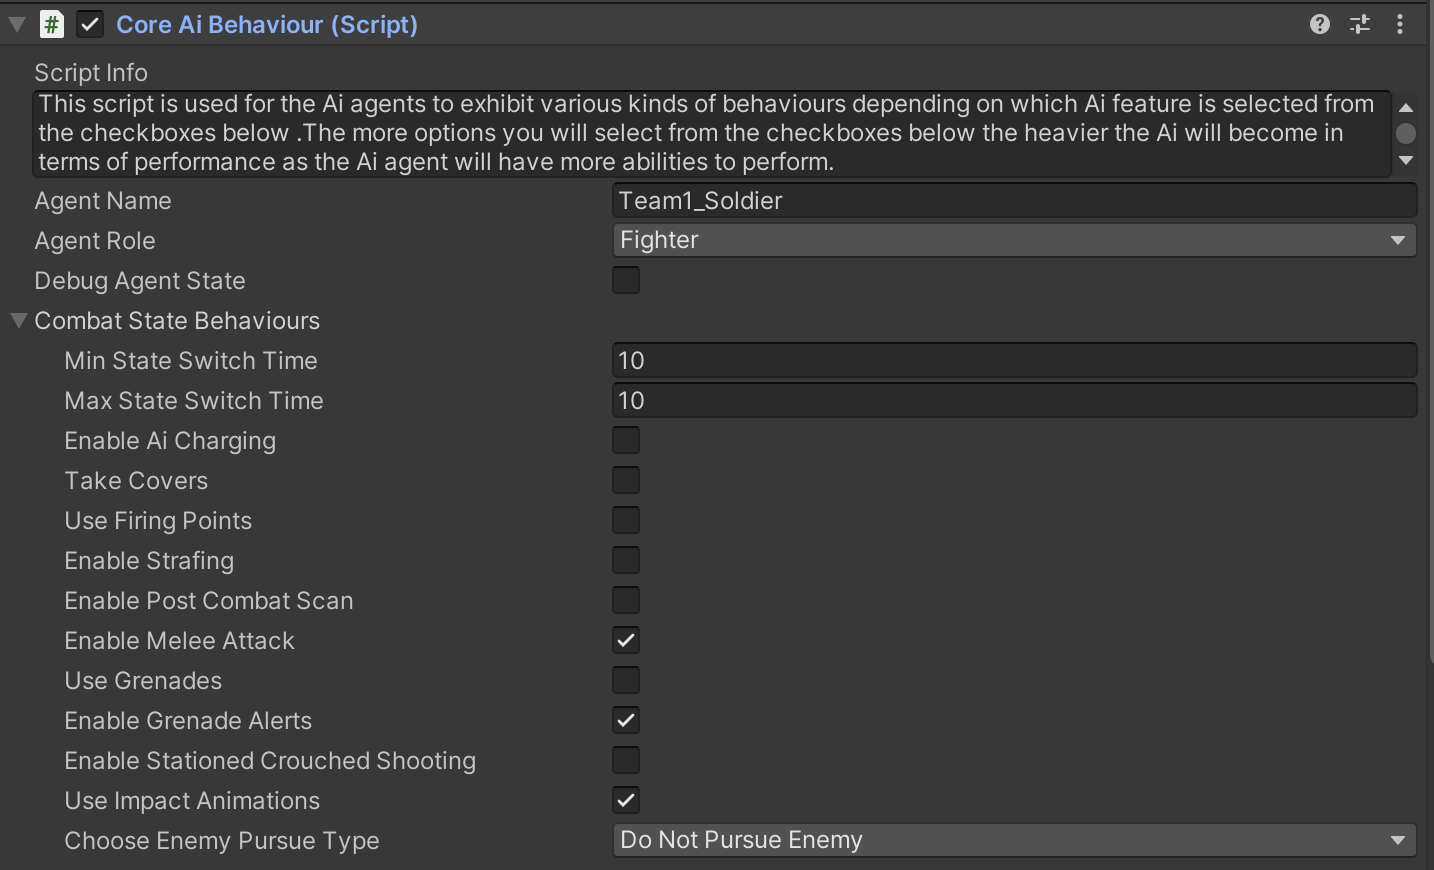 Core Ai Behaviour (Script)
Script Info
This script is used for the Ai agents to exhibit various kinds of behaviours depending on which Ai feature is selected from
the checkboxes below .The more options you will select from the checkboxes below the heavier the Ai will become in
terms of performance as the Ai agent will have more abilities to perform.
Agent Name Team1_Soldier
Agent Role Fighter
Debug Agent State
Combat State Behaviours
Min State Switch Time 10
Max State Switch Time 10
Enable Ai Charging
Take Covers
Use Firing Points
Enable Strafing
Enable Post Combat Scan
Enable Melee Attack
Use Grenades
Enable Grenade Alerts
Enable Stationed Crouched Shooting
Use Impact Animations
Choose Enemy Pursue Type Do Not Pursue Enemy